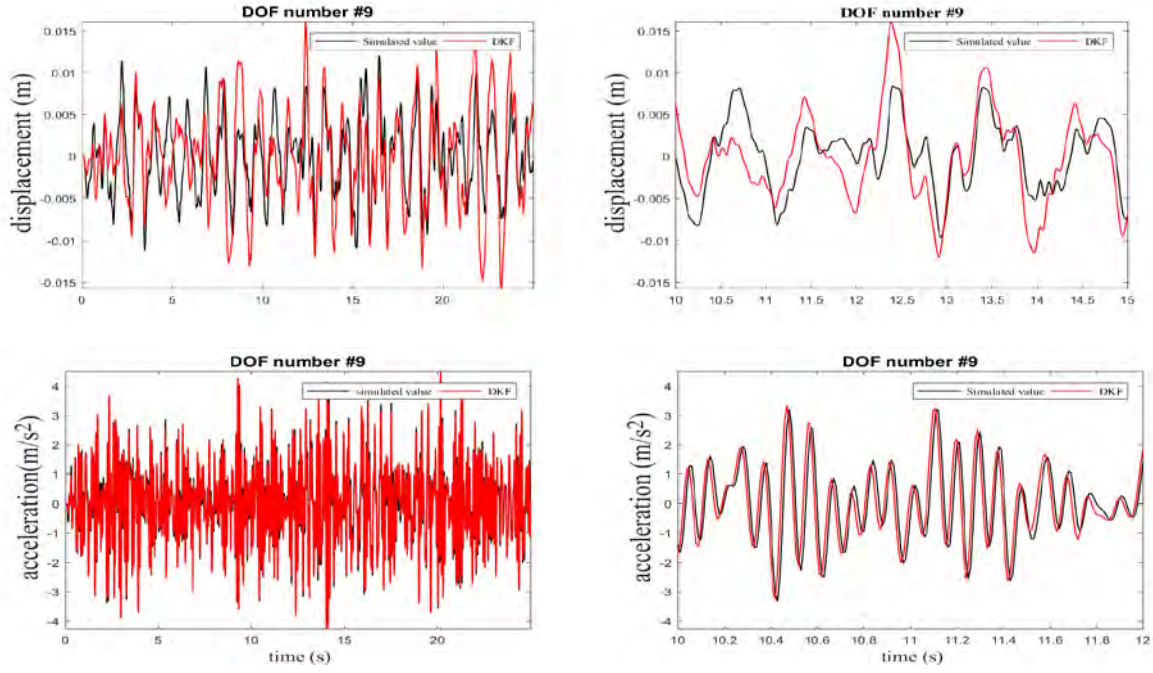 DOF number #9
Simulated value DKF
displacement (m)
0.015
0.01
0.005
0
-0.005
-0.01
-0.015
0 5 10 15 20
DOF number #9
Simulated value DKF
displacement (m)
0.015
0.01
0.005
0
-0.005
-0.01
-0.015
10 10.5 11 11.5 12 12.5 13 13.5 14 14.5 15
DOF number #9
simulated value DKF
acceleration(m/s²)
4
3
2
1
0
-1
-2
-3
-4
0 5 10 15 20
time (s)
DOF number #9
Simulated value DKF
acceleration (m/s²)
4
3
2
1
0
-1
-2
-3
-4
10 10.2 10.4 10.6 10.8 11 11.2 11.4 11.6 11.8 12
time (s)